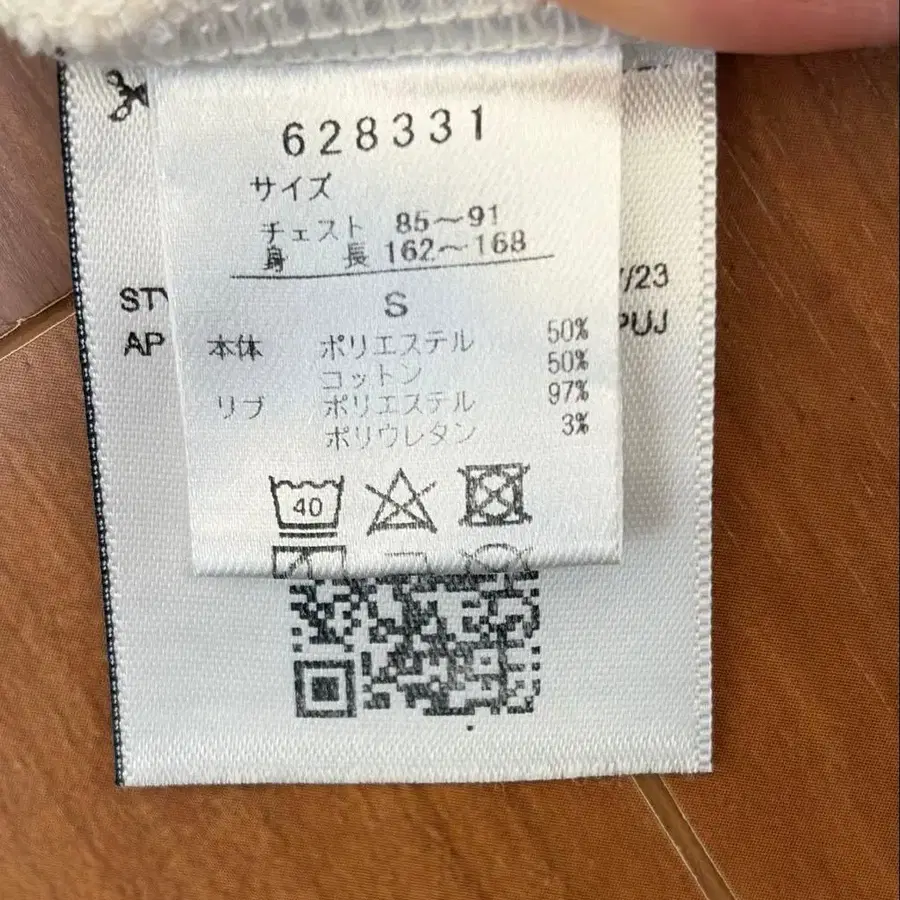 628331
サイズ
チェスト 85〜91
身 長 162〜168
S
STY
/23
AP
PUJ
本体 ポリエステル 50%
コットン 50%
リブ ポリエステル 97%
ポリウレタン 3%
40